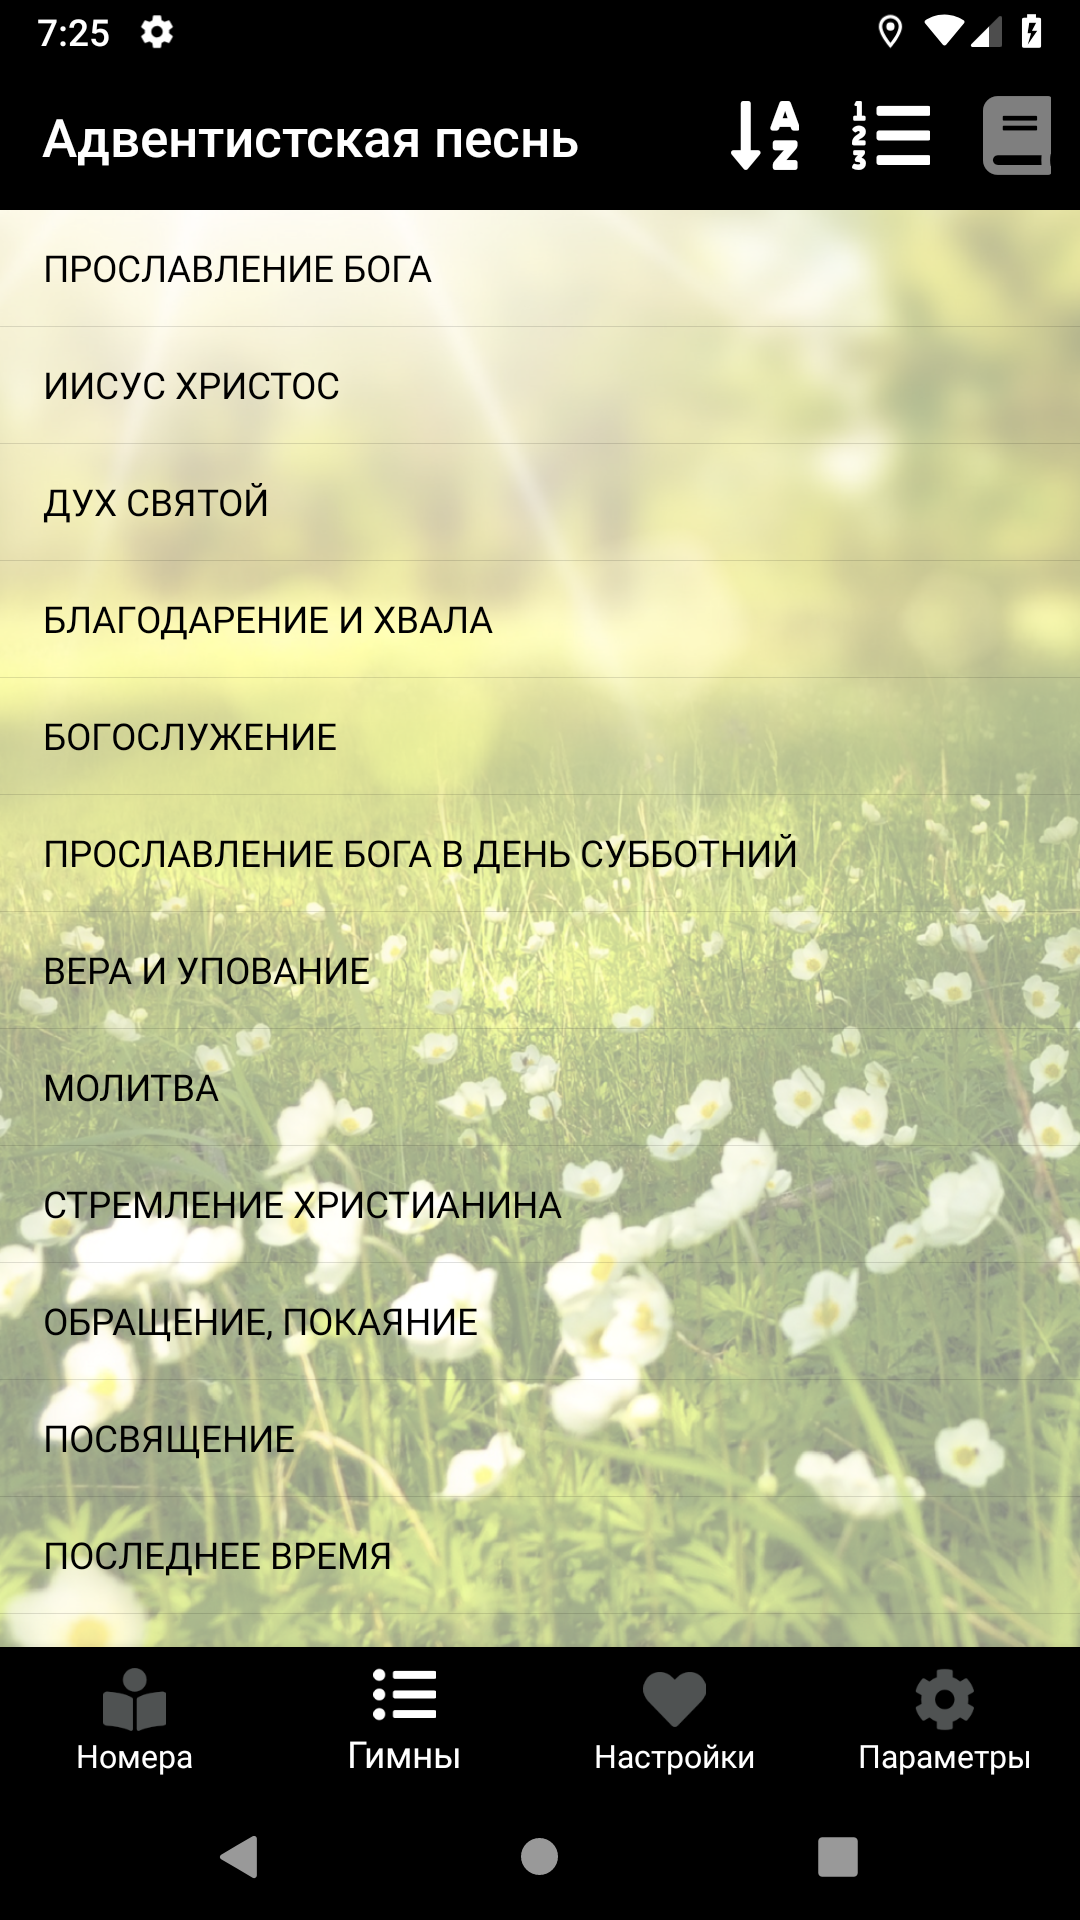 7:25
Адвентистская песнь
A
Z
1
2
3
ПРОСЛАВЛЕНИЕ БОГА
ИИСУС ХРИСТОС
ДУХ СВЯТОЙ
БЛАГОДАРЕНИЕ И ХВАЛА
БОГОСЛУЖЕНИЕ
ПРОСЛАВЛЕНИЕ БОГА В ДЕНЬ СУББОТНИЙ
ВЕРА И УПОВАНИЕ
МОЛИТВА
СТРЕМЛЕНИЕ ХРИСТИАНИНА
ОБРАЩЕНИЕ, ПОКАЯНИЕ
ПОСВЯЩЕНИЕ
ПОСЛЕДНЕЕ ВРЕМЯ
Номера
Гимны
Настройки
Параметры